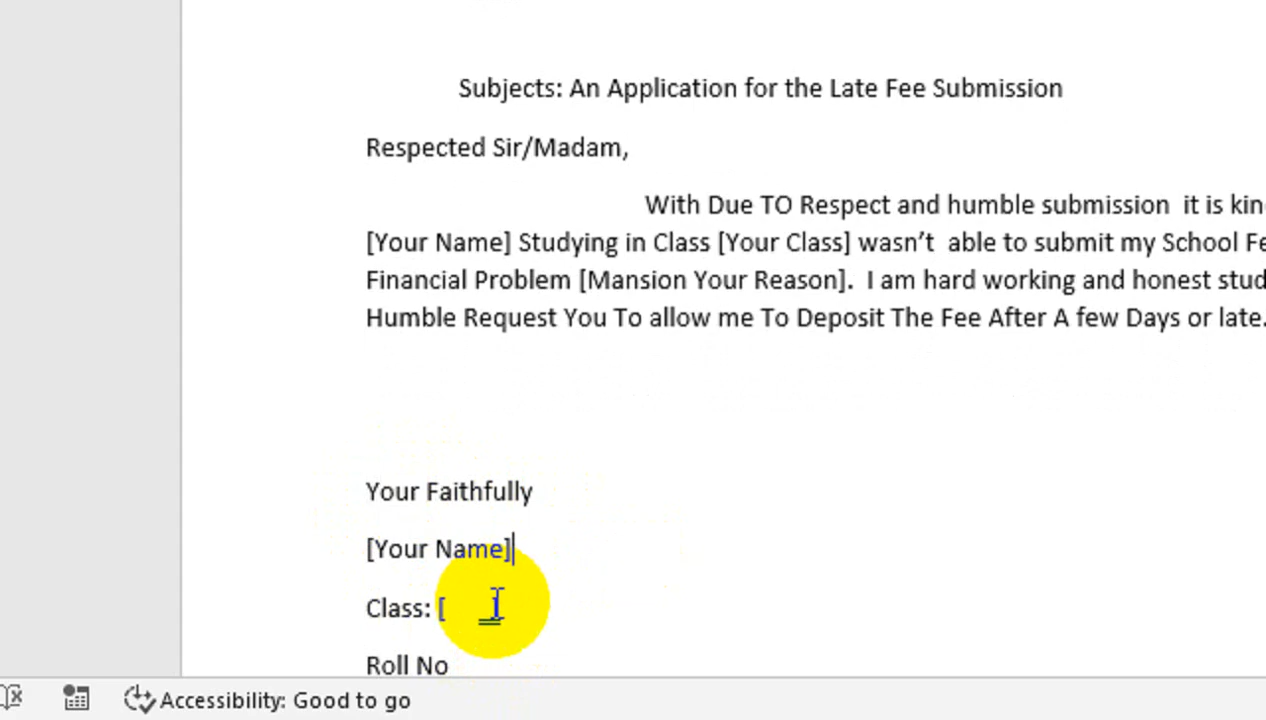 Subjects: An Application for the Late Fee Submission
Respected Sir/Madam,
With Due TO Respect and humble submission it is
[Your Name] Studying in Class [Your Class] wasn't able to submit my School
Financial Problem [Mansion Your Reason]. I am hard working and honest
Humble Request You To allow me To Deposit The Fee After A few Days or late.
Your Faithfully
[Your Name]
Class: [ ]
Roll No
Accessibility: Good to go